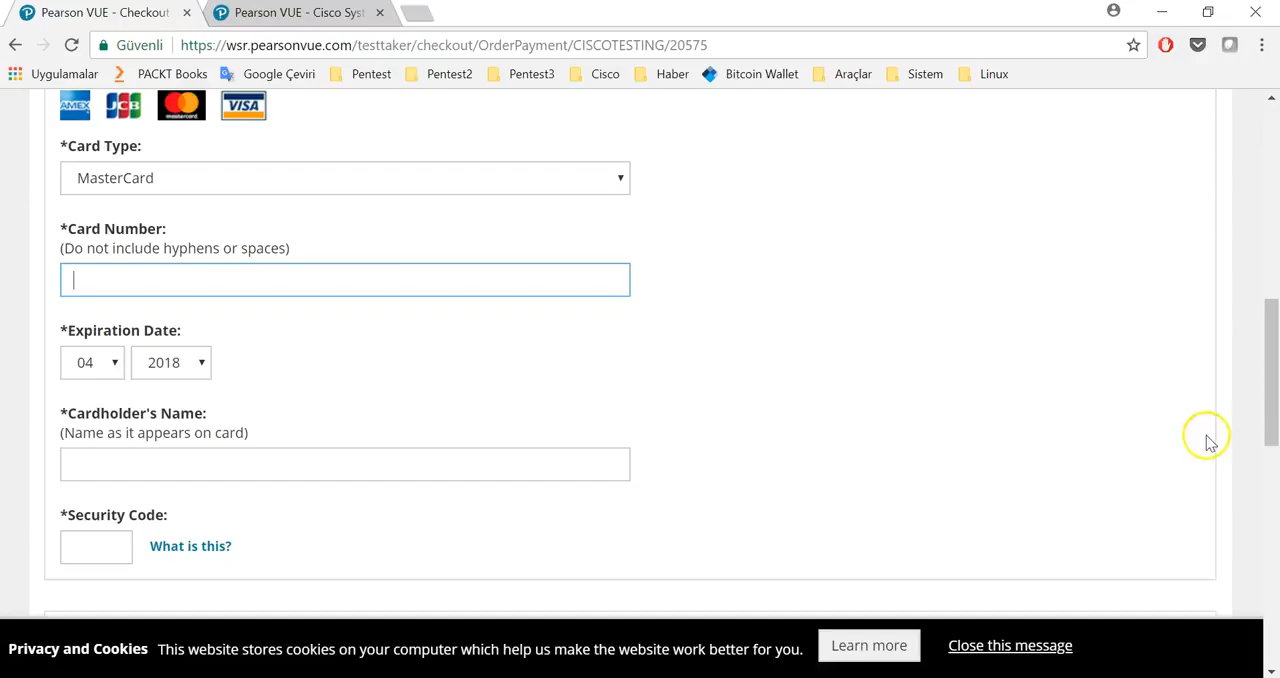 Pearson VUE - Checkout
Pearson VUE - Cisco Syst
Güvenli https://wsr.pearsonvue.com/testtaker/checkout/OrderPayment/CISCOTESTING/20575
Uygulamalar PACKT Books Google Çeviri Pentest Pentest2 Pentest3 Cisco Haber Bitcoin Wallet Araçlar Sistem Linux
AMEX JCB mastercard VISA
*Card Type:
MasterCard
*Card Number:
(Do not include hyphens or spaces)
*Expiration Date:
04 2018
*Cardholder's Name:
(Name as it appears on card)
*Security Code:
What is this?
Privacy and Cookies This website stores cookies on your computer which help us make the website work better for you. Learn more Close this message